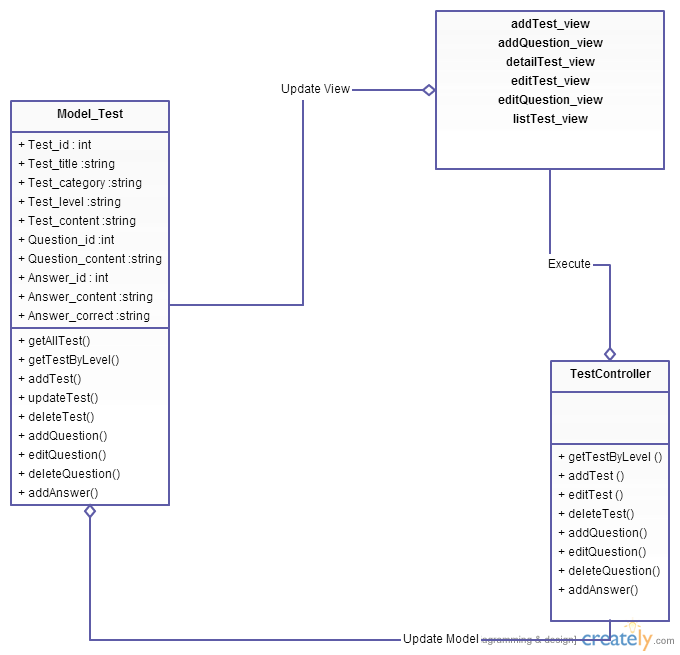 addTest_view
addQuestion_view
detailTest_view
editTest_view
editQuestion_view
listTest_view
Update View
Model_Test
+ Test_id : int
+ Test_title :string
+ Test_category :string
+ Test_level :string
+ Test_content :string
+ Question_id :int
+ Question_content :string
+ Answer_id : int
+ Answer_content :string
+ Answer_correct :string
+ getAllTest()
+ getTestByLevel()
+ addTest()
+ updateTest()
+ deleteTest()
+ addQuestion()
+ editQuestion()
+ deleteQuestion()
+ addAnswer()
Execute
TestController
+ getTestByLevel ()
+ addTest ()
+ editTest ()
+ deleteTest()
+ addQuestion()
+ editQuestion()
+ deleteQuestion()
+ addAnswer()
Update Model
& design]
creately.com